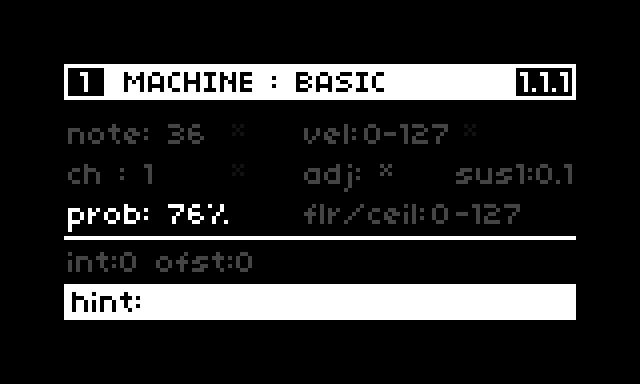 1 MACHINE : BASIC 1.1.1
note: 36 × vel:0-127 ×
ch : 1 × adj: × sus1:0.1
prob: 76% flr/ceil:0-127
int:0 ofst:0
hint: